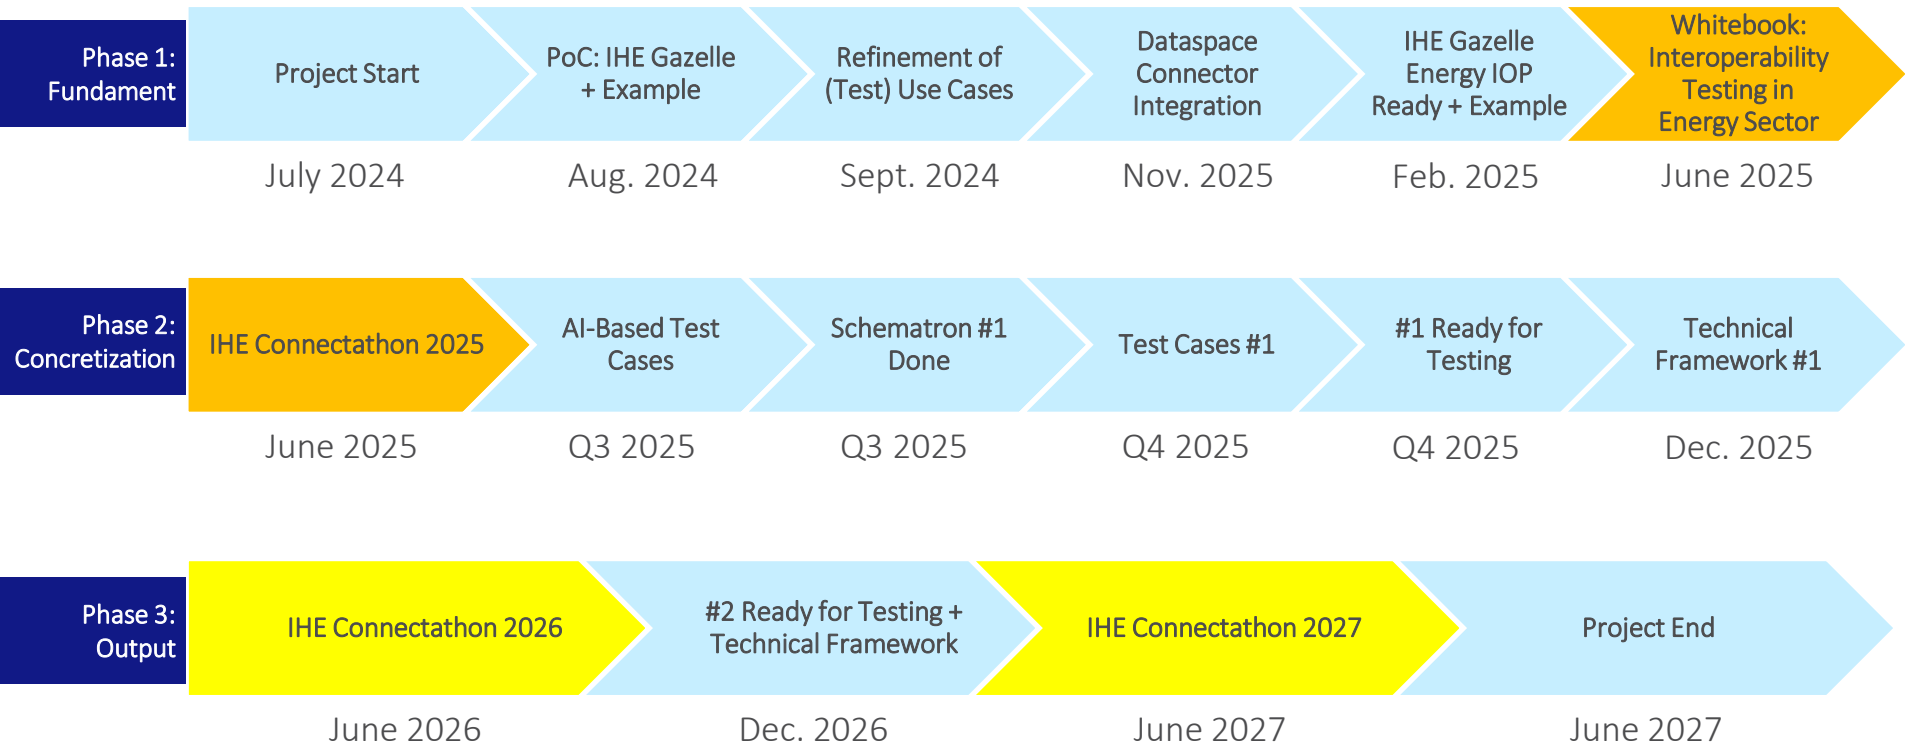 Phase 1:
Fundament
Project Start
PoC: IHE Gazelle
+ Example
Refinement of
(Test) Use Cases
Dataspace
Connector
Integration
IHE Gazelle
Energy IOP
Ready + Example
Whitebook:
Interoperability
Testing in
Energy Sector
July 2024
Aug. 2024
Sept. 2024
Nov. 2025
Feb. 2025
June 2025
Phase 2:
Concretization
IHE Connectathon 2025
AI-Based Test
Cases
Schematron #1
Done
Test Cases #1
#1 Ready for
Testing
Technical
Framework #1
June 2025
Q3 2025
Q3 2025
Q4 2025
Q4 2025
Dec. 2025
Phase 3:
Output
IHE Connectathon 2026
#2 Ready for Testing +
Technical Framework
IHE Connectathon 2027
Project End
June 2026
Dec. 2026
June 2027
June 2027